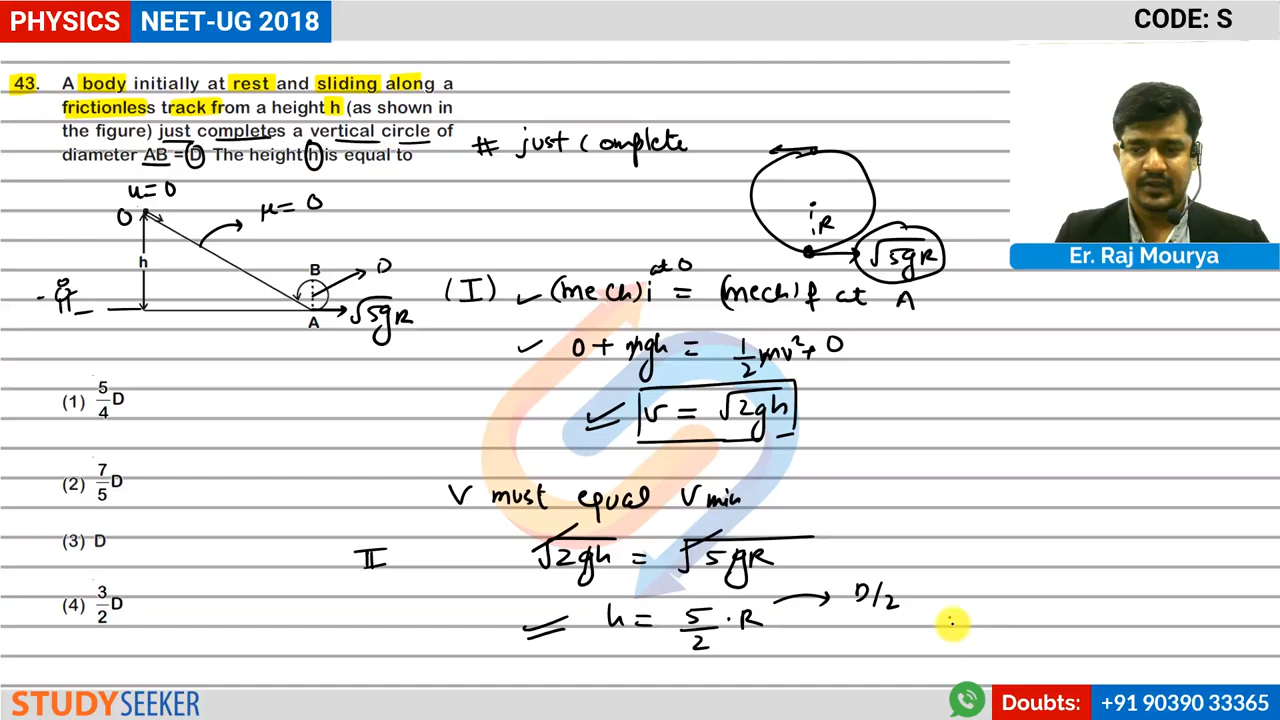 PHYSICS NEET-UG 2018
CODE: S
43. A body initially at rest and sliding along a
frictionless track from a height h (as shown in
the figure) just completes a vertical circle of
diameter AB = D. The height h is equal to
# just complete
u=0
O
μ= 0
h
B
D
A
√5gR
R
√5gR
(I) ✓ (mech)i at O = (mech)f at A
✓ 0 + mgh = 1/2 mv² + 0
✓ v = √2gh
(1) 5/4 D
(2) 7/5 D
(3) D
(4) 3/2 D
V must equal Vmin
II √2gh = √5gR
✓ h = 5/2 · R → D/2
Er. Raj Mourya
STUDYSEEKER
Doubts: +91 90390 33365